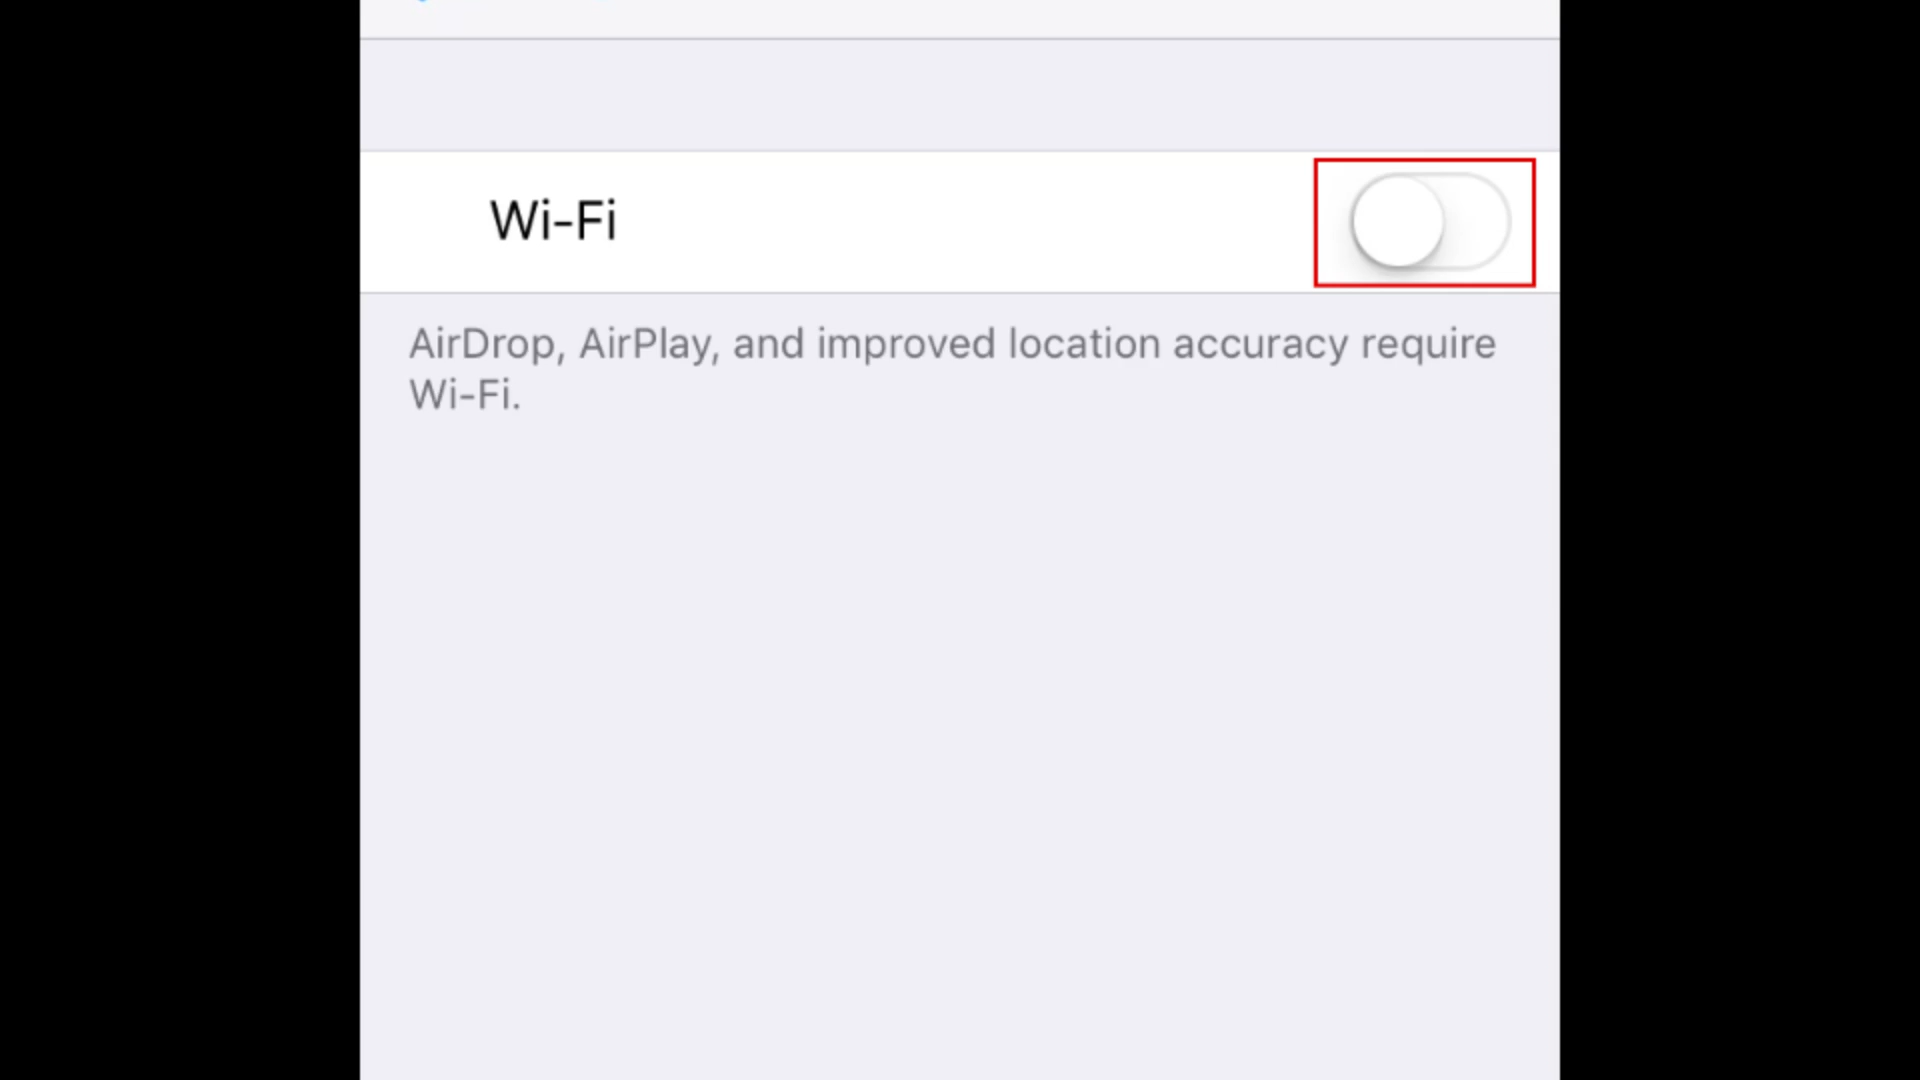 Wi-Fi
AirDrop, AirPlay, and improved location accuracy require
Wi-Fi.